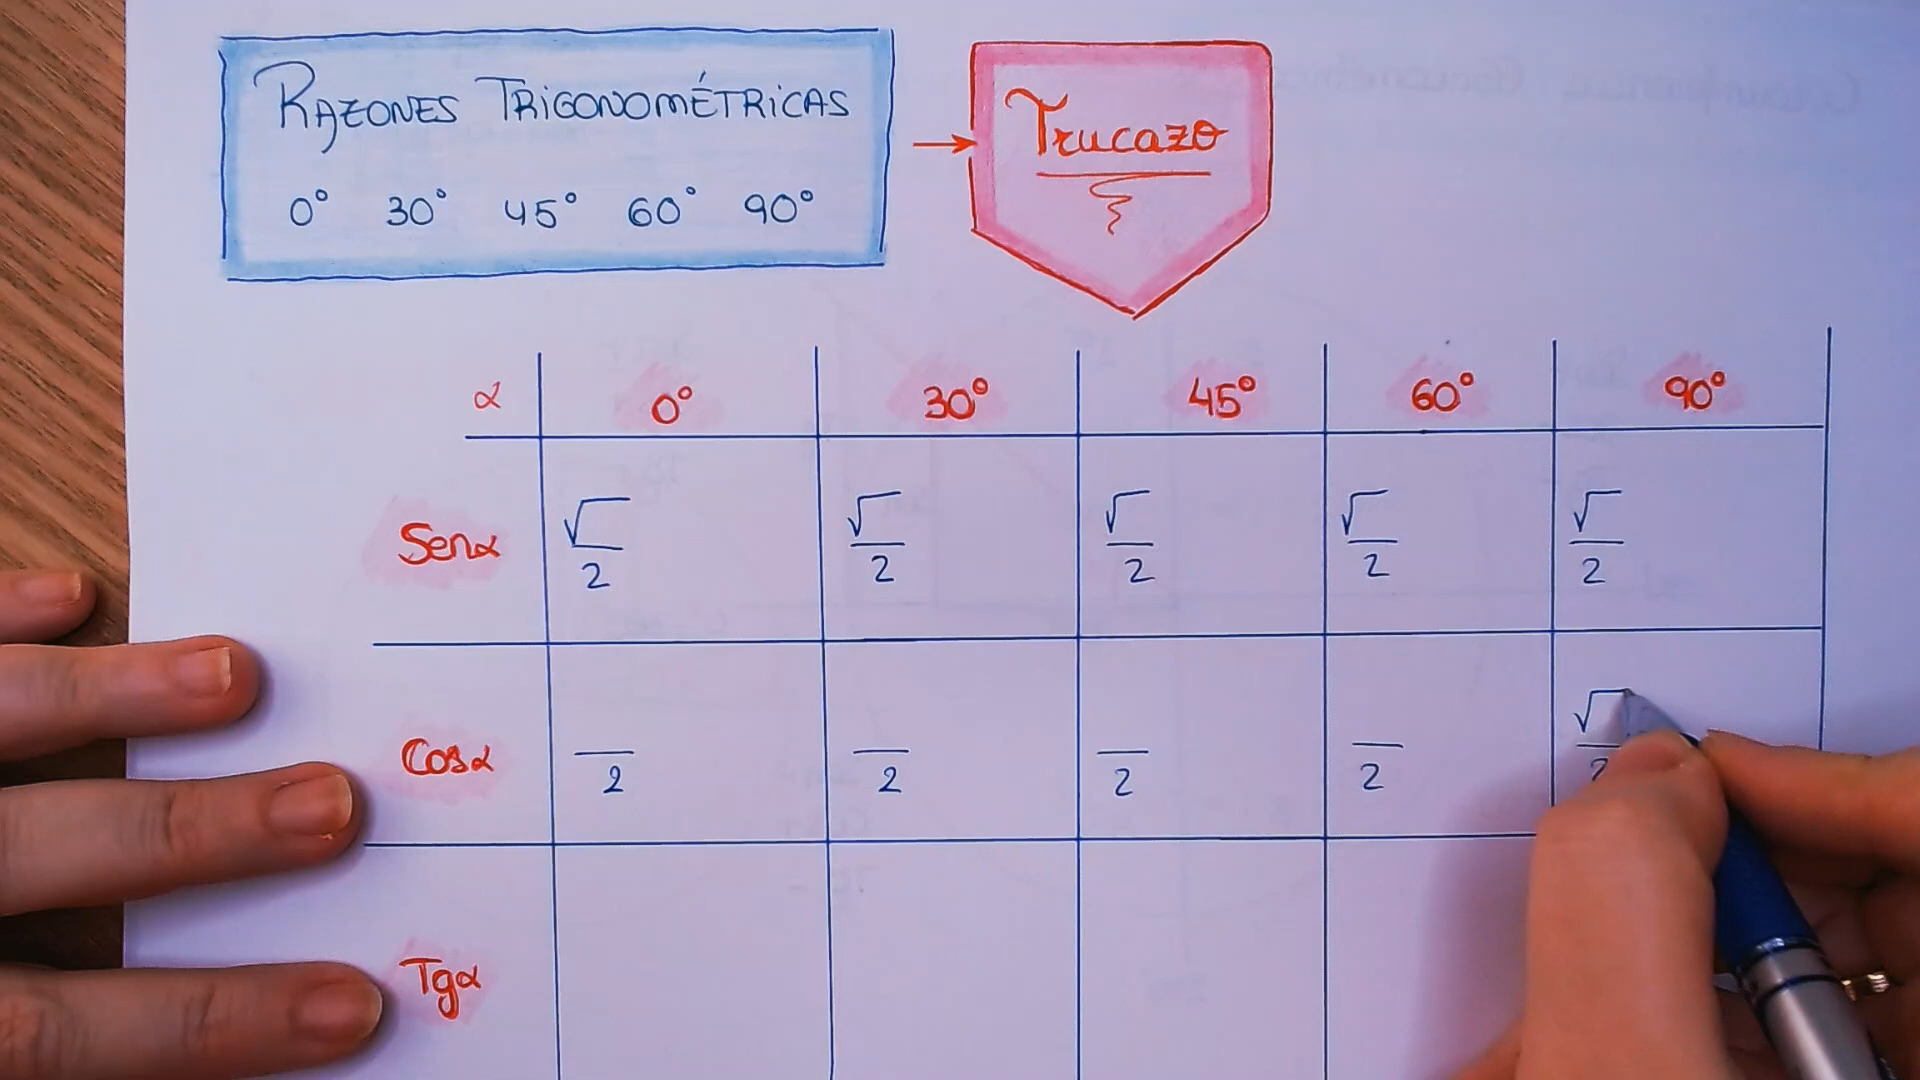 RAZONES TRIGONOMÉTRICAS
0° 30° 45° 60° 90°
Trucazo
α 0° 30° 45° 60° 90°
Senα √/2 √/2 √/2 √/2 √/2
Cosα /2 /2 /2 /2 √/2
Tgα